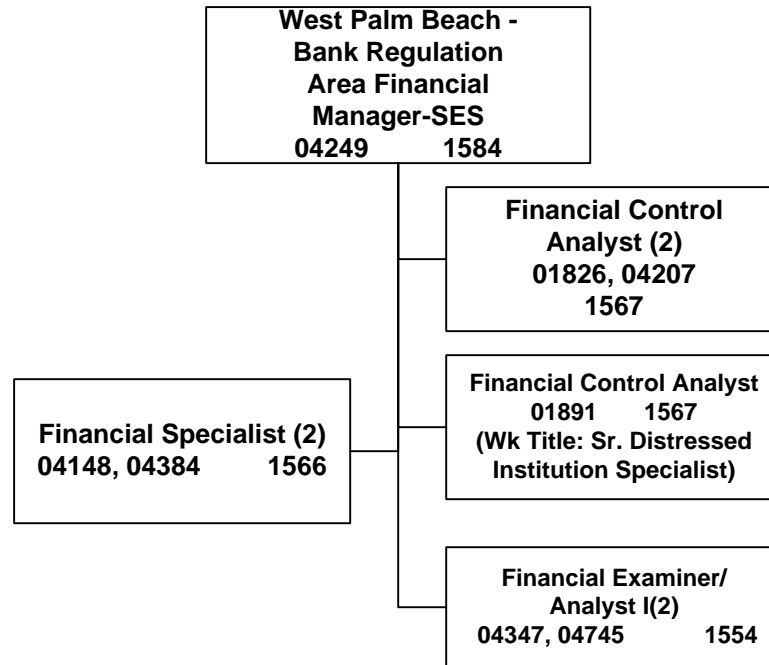 West Palm Beach -
Bank Regulation
Area Financial
Manager-SES
04249 1584
Financial Control
Analyst (2)
01826, 04207
1567
Financial Control Analyst
01891 1567
(Wk Title: Sr. Distressed
Institution Specialist)
Financial Specialist (2)
04148, 04384 1566
Financial Examiner/
Analyst I(2)
04347, 04745 1554